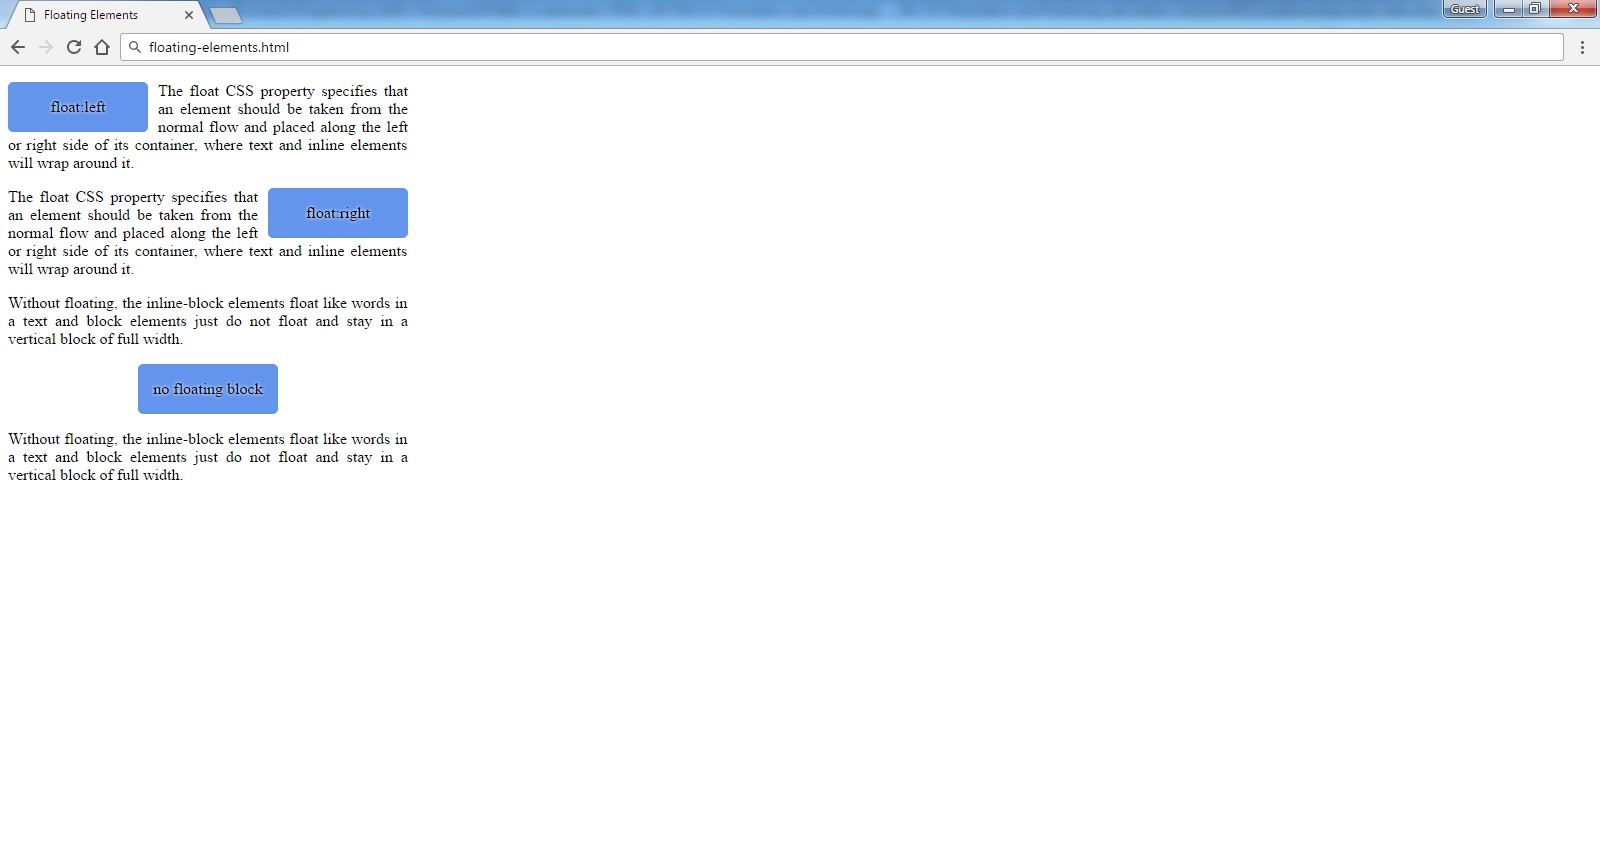 Floating Elements
Guest
floating-elements.html
float:left
The float CSS property specifies that
an element should be taken from the
normal flow and placed along the left
or right side of its container, where text and inline elements
will wrap around it.
The float CSS property specifies that
an element should be taken from the
normal flow and placed along the left
or right side of its container, where text and inline elements
will wrap around it.
float:right
Without floating, the inline-block elements float like words in
a text and block elements just do not float and stay in a
vertical block of full width.
no floating block
Without floating, the inline-block elements float like words in
a text and block elements just do not float and stay in a
vertical block of full width.